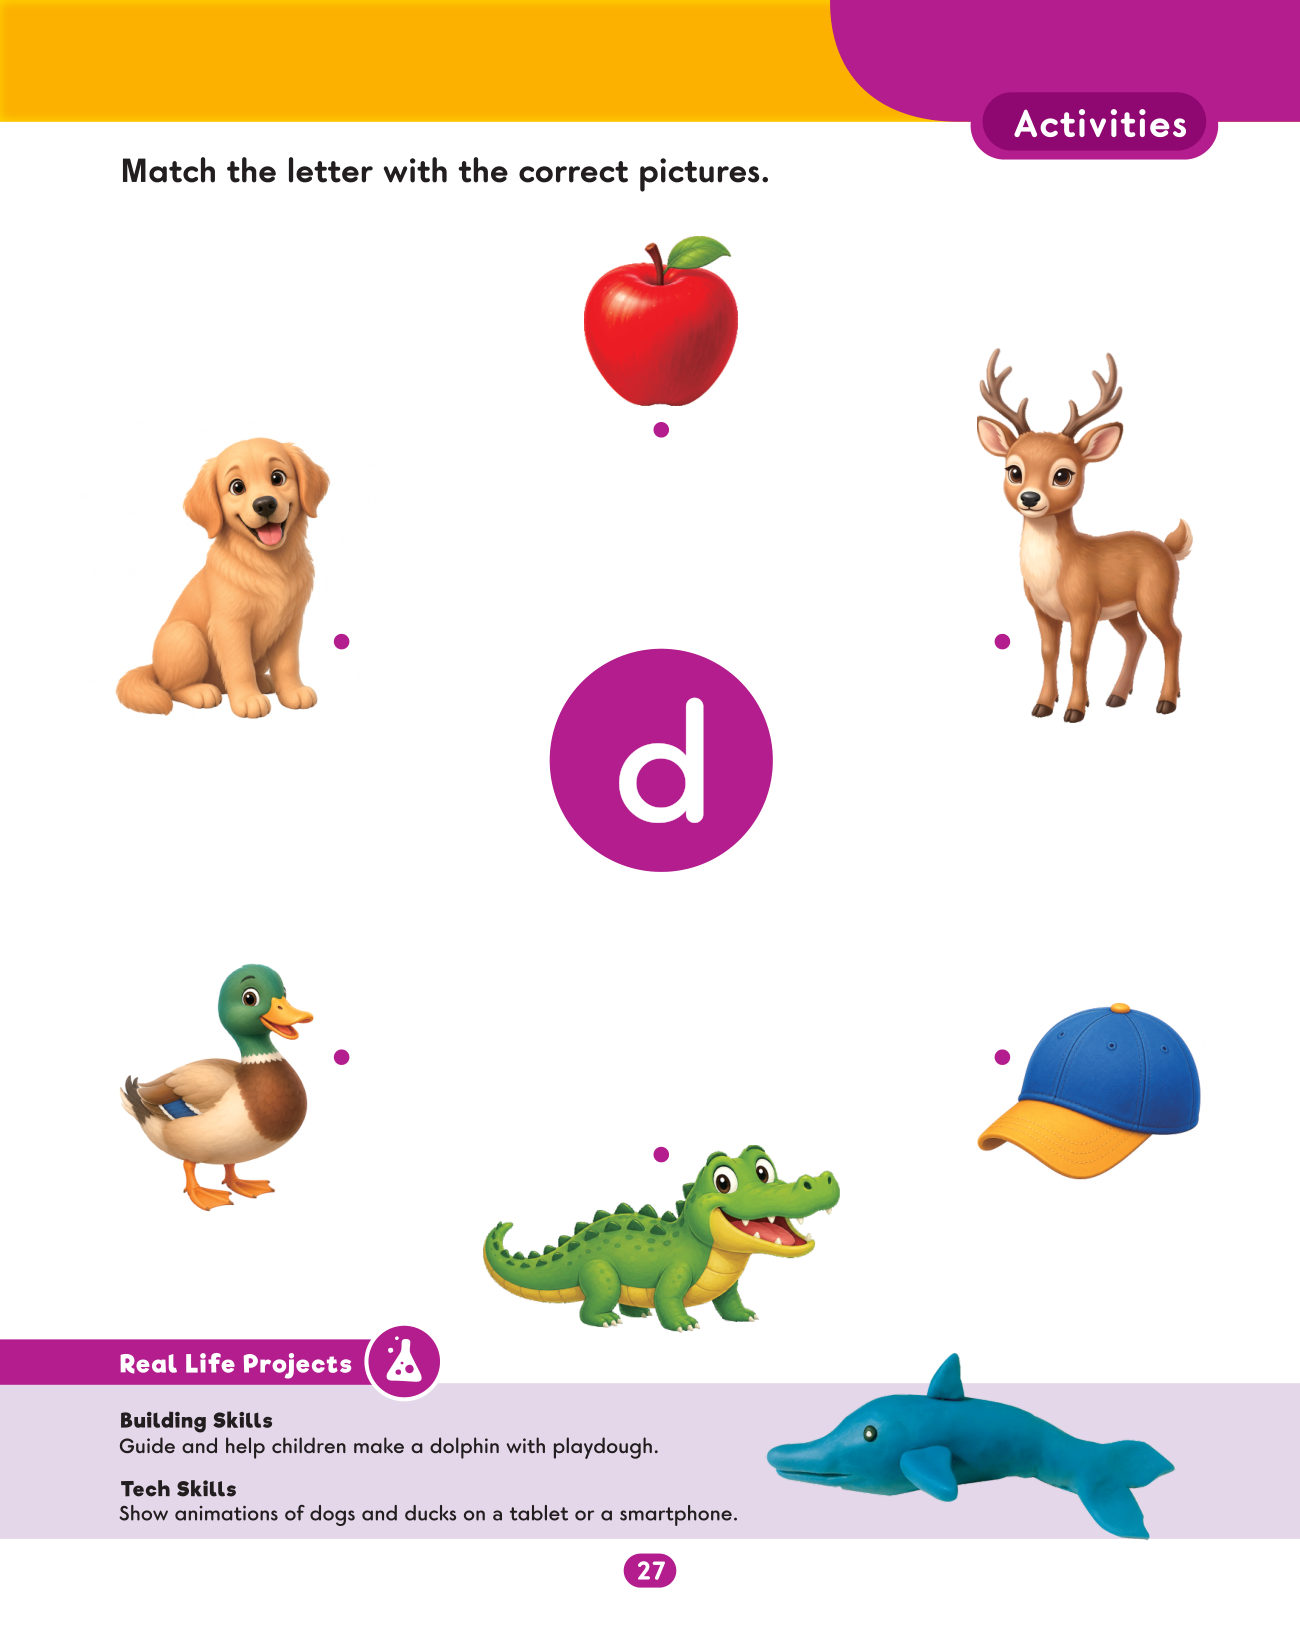 Activities
Match the letter with the correct pictures.
d
Real Life Projects
Building Skills
Guide and help children make a dolphin with playdough.
Tech Skills
Show animations of dogs and ducks on a tablet or a smartphone.
27